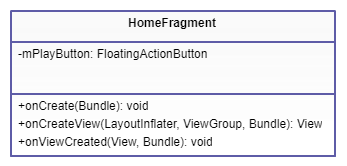 HomeFragment
-mPlayButton: FloatingActionButton
+onCreate(Bundle): void
+onCreateView(LayoutInflater, ViewGroup, Bundle): View
+onViewCreated(View, Bundle): void